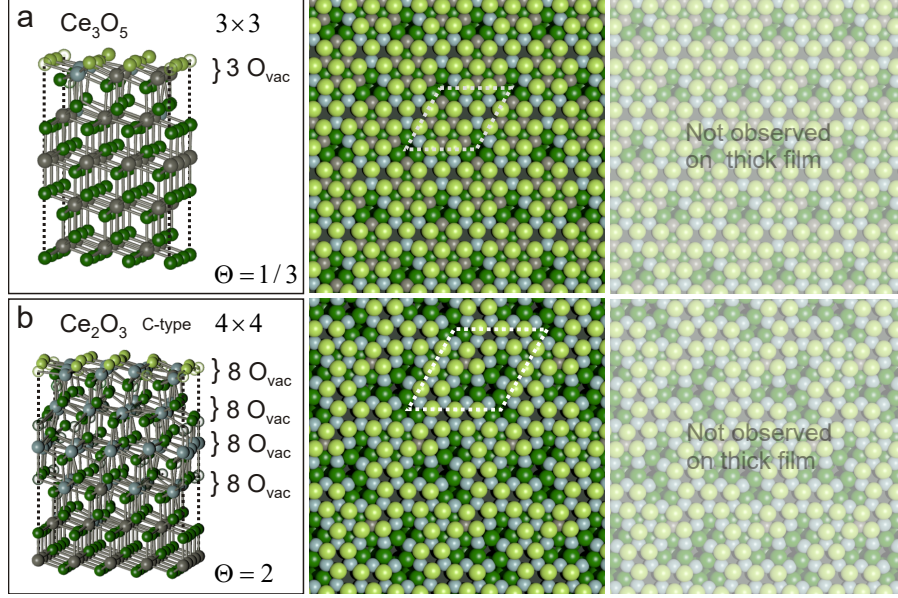 a Ce₃O₅ 3×3
} 3 Oᵥₐc
Θ = 1/3
Not observed
on thick film
b Ce₂O₃ C-type 4×4
} 8 Oᵥₐc
} 8 Oᵥₐc
} 8 Oᵥₐc
} 8 Oᵥₐc
Θ = 2
Not observed
on thick film